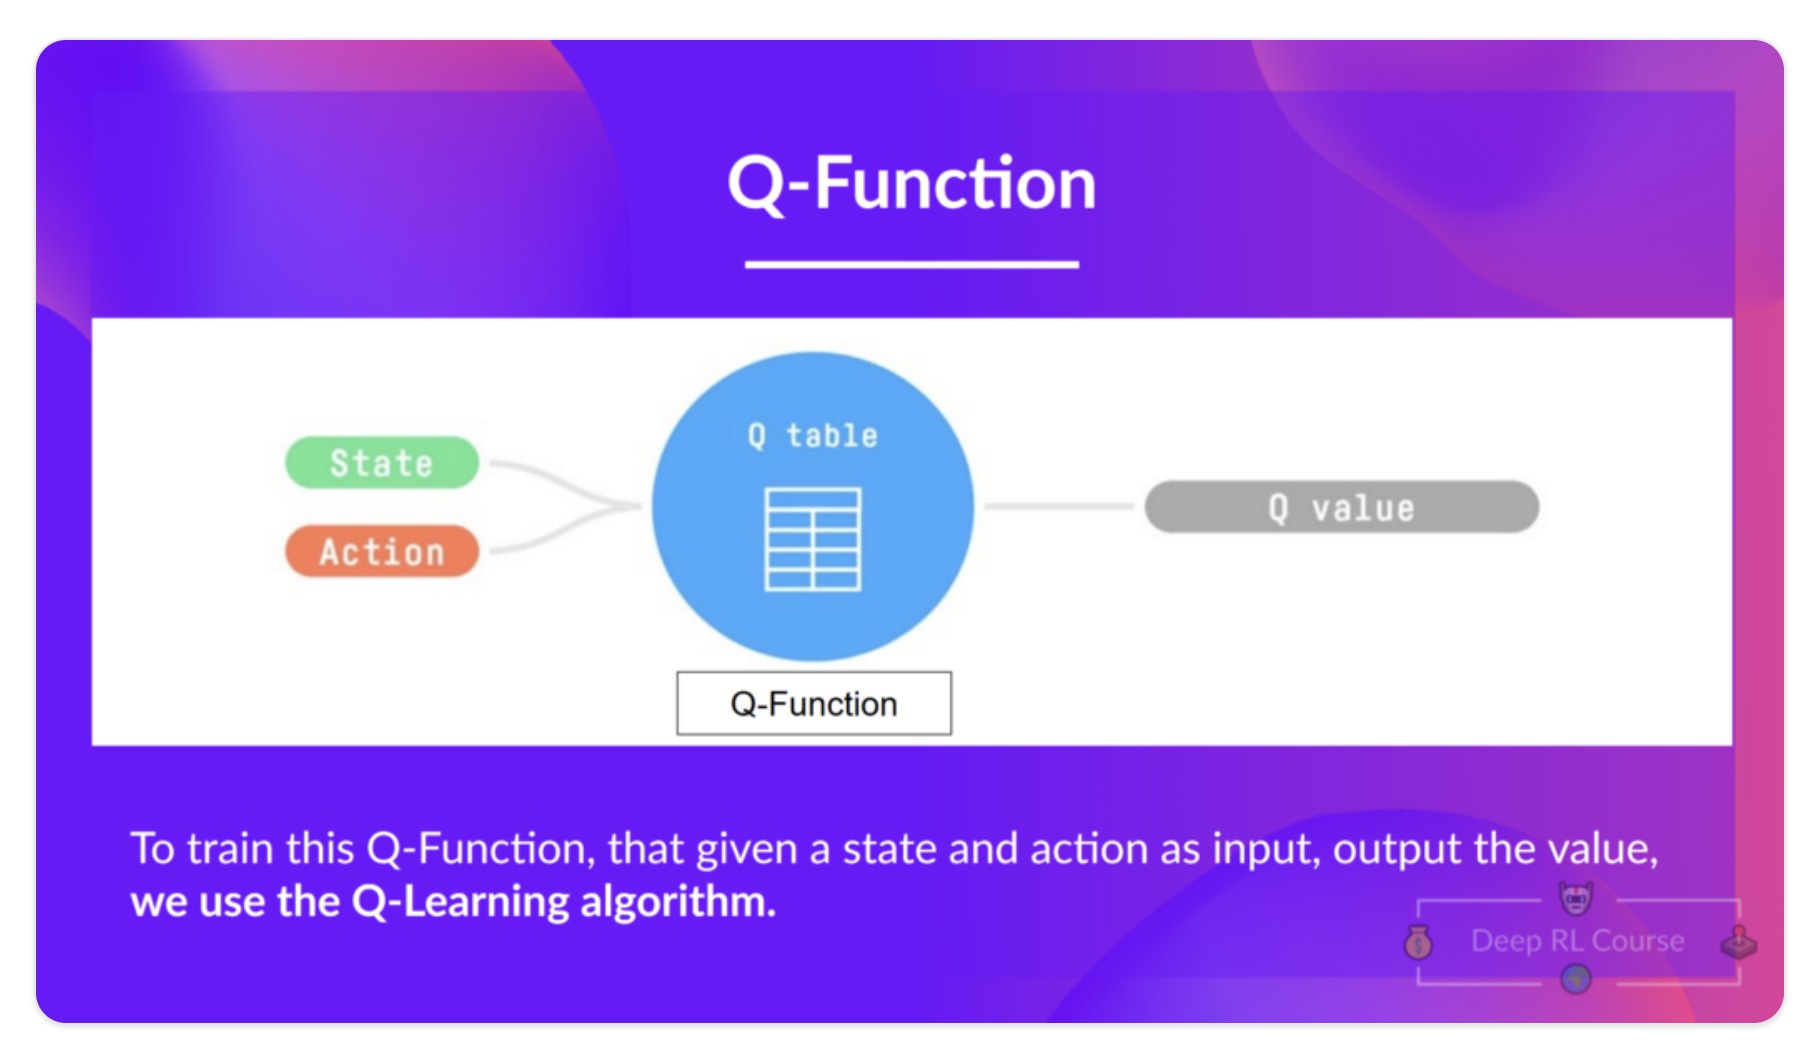 Q-Function
State
Action
Q table
Q value
Q-Function
To train this Q-Function, that given a state and action as input, output the value,
we use the Q-Learning algorithm.
Deep RL Course